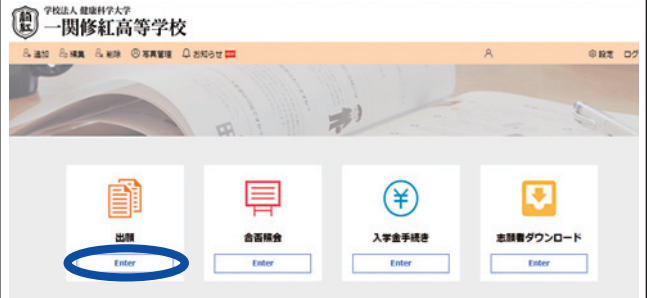 学校法人 健康科学大学
一関修紅高等学校
追加 編集 削除 写真管理 お知らせ 設定 ログ
出願 合否照会 入学金手続き 志願者ダウンロード
Enter Enter Enter Enter